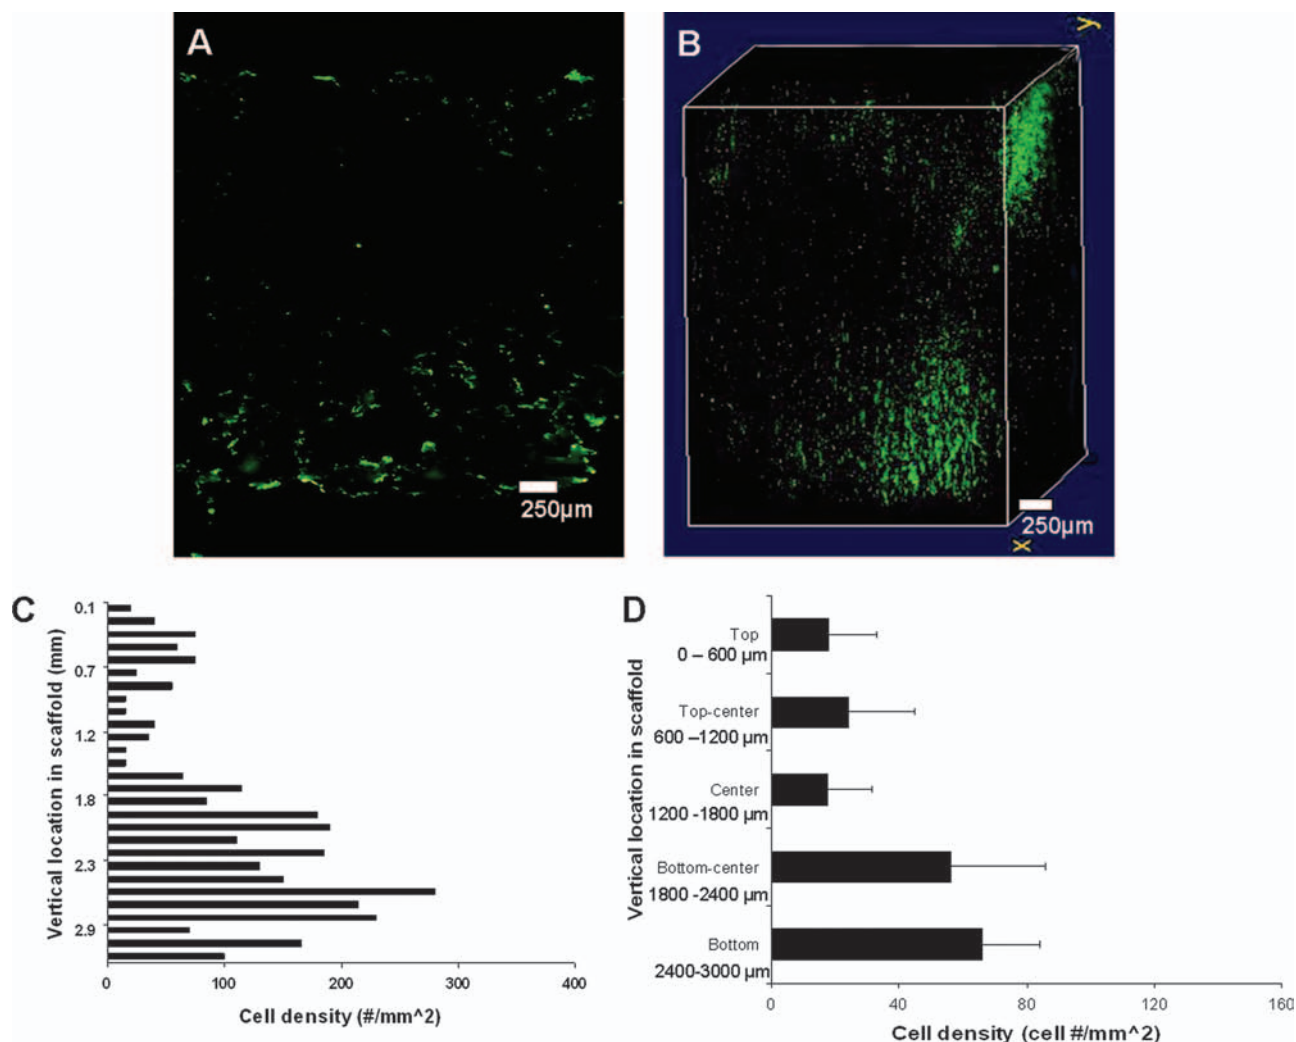 A
B
y
250µm
250µm
x
C
Vertical location in scaffold (mm)
0.1
0.7
1.2
1.8
2.3
2.9
0
100
200
300
400
Cell density (#/mm^2)
D
Vertical location in scaffold
Top
0 – 600 µm
Top-center
600 –1200 µm
Center
1200 -1800 µm
Bottom-center
1800 -2400 µm
Bottom
2400-3000 µm
0
40
80
120
160
Cell density (cell #/mm^2)